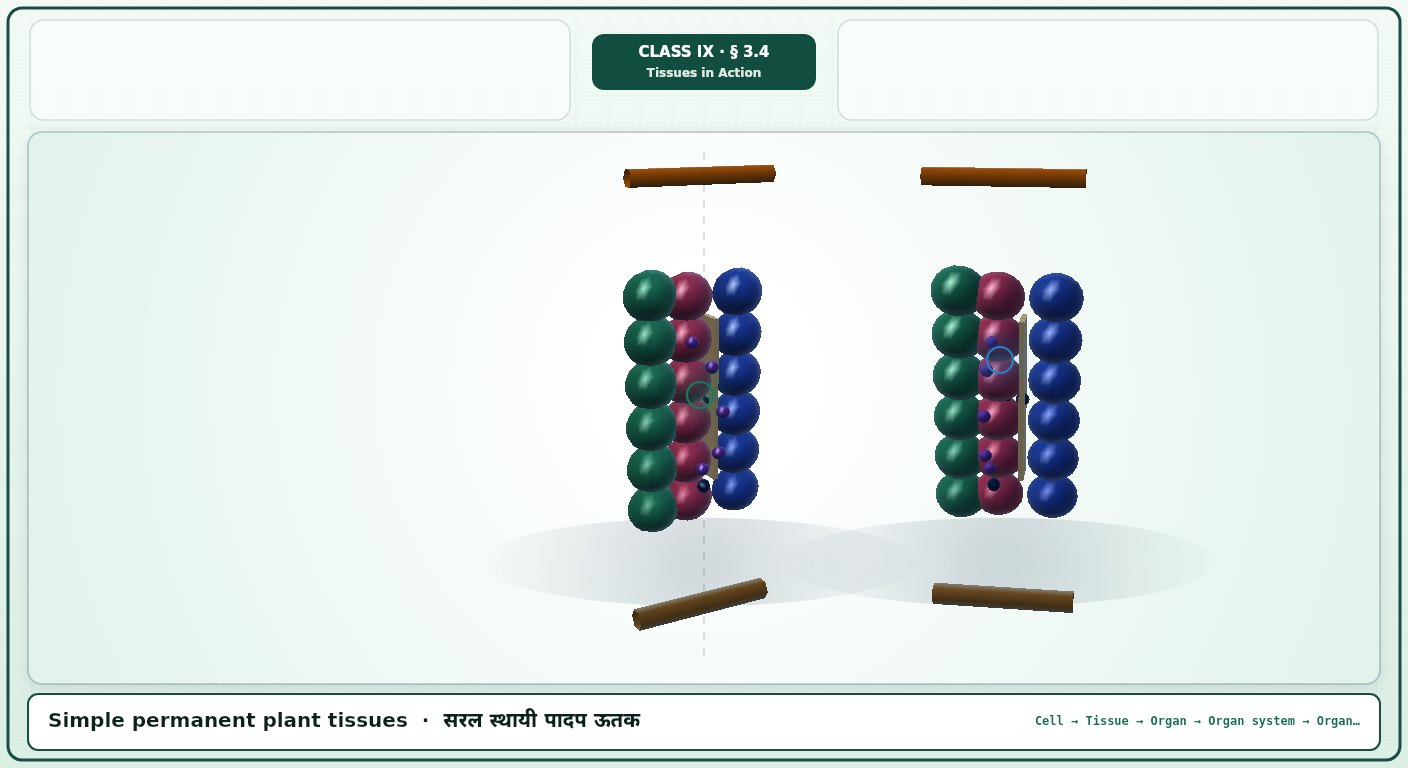 CLASS IX · § 3.4
Tissues in Action
Simple permanent plant tissues · सरल स्थायी पादप ऊतक
Cell → Tissue → Organ → Organ system → Organ…